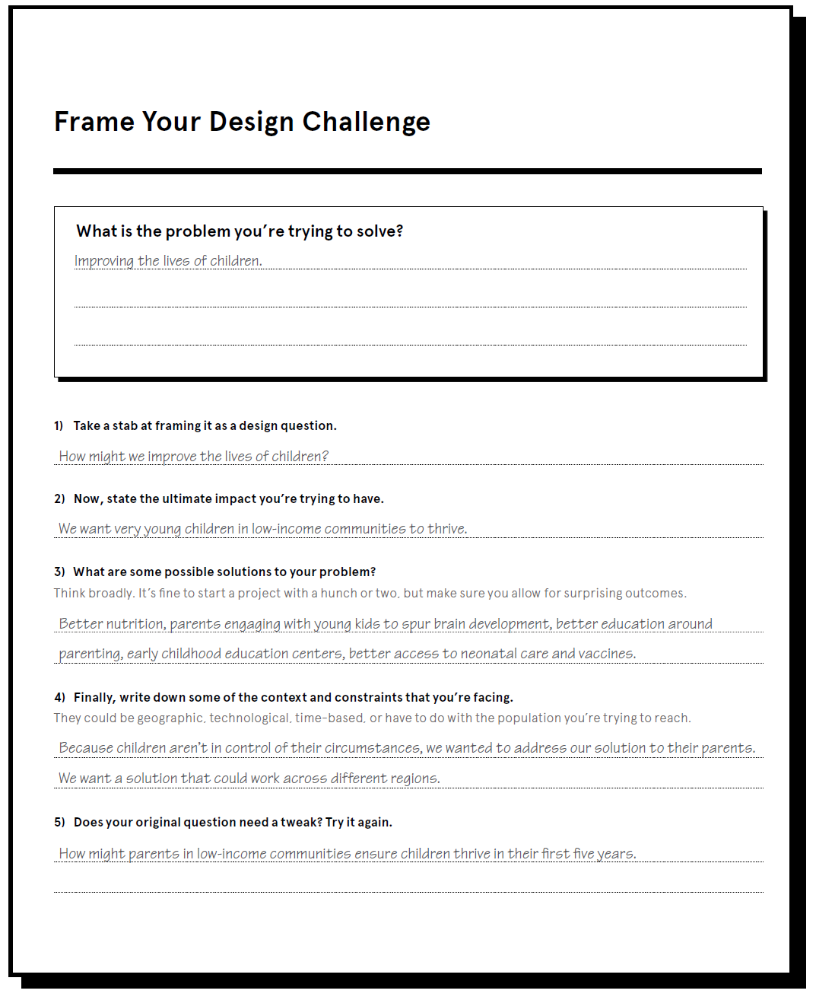 Frame Your Design Challenge
What is the problem you’re trying to solve?
Improving the lives of children.
1) Take a stab at framing it as a design question.
How might we improve the lives of children?
2) Now, state the ultimate impact you’re trying to have.
We want very young children in low-income communities to thrive.
3) What are some possible solutions to your problem?
Think broadly. It’s fine to start a project with a hunch or two, but make sure you allow for surprising outcomes.
Better nutrition, parents engaging with young kids to spur brain development, better education around
parenting, early childhood education centers, better access to neonatal care and vaccines.
4) Finally, write down some of the context and constraints that you’re facing.
They could be geographic, technological, time-based, or have to do with the population you’re trying to reach.
Because children aren’t in control of their circumstances, we wanted to address our solution to their parents.
We want a solution that could work across different regions.
5) Does your original question need a tweak? Try it again.
How might parents in low-income communities ensure children thrive in their first five years.